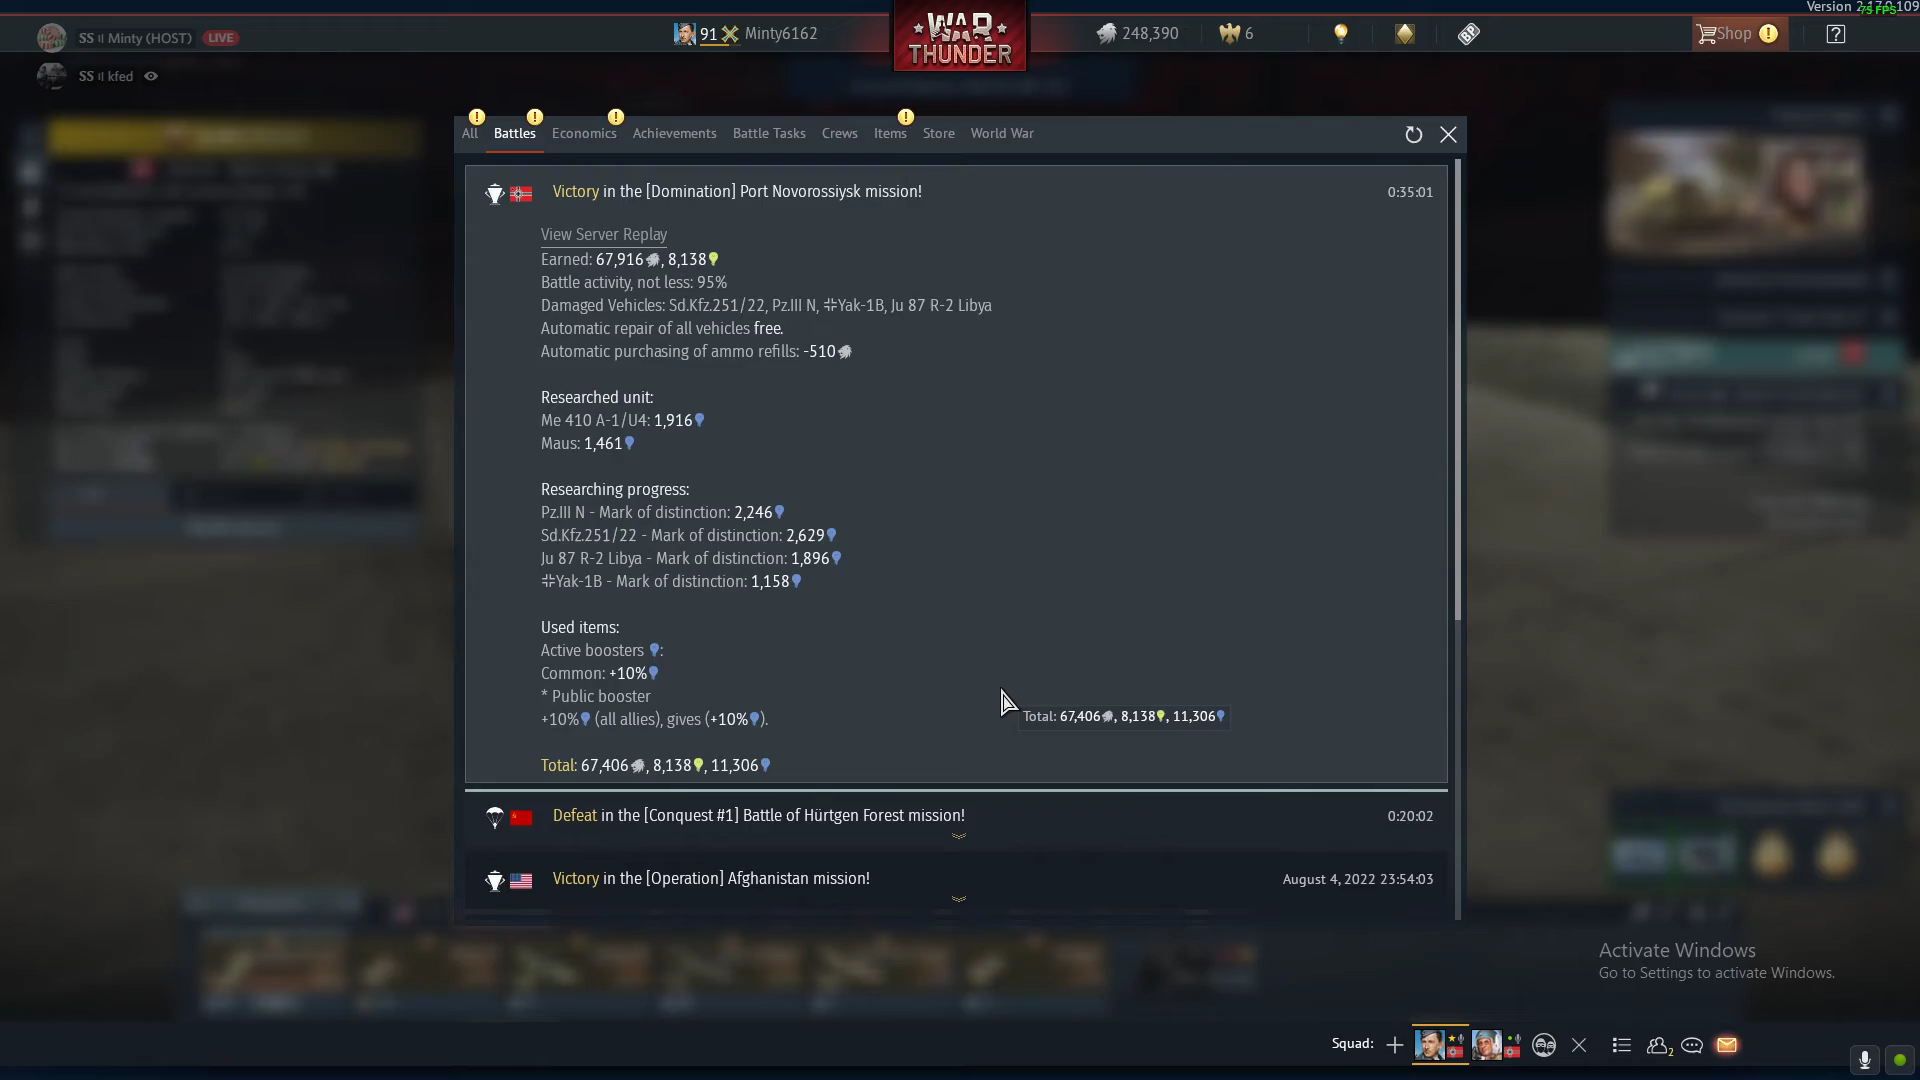 Version 2.17.0.109
75 FPS
SS II Minty (HOST) LIVE
91 Minty6162
WAR THUNDER
248,390
6
BP
Shop !
?
SS II kfed
All Battles Economics Achievements Battle Tasks Crews Items Store World War
Victory in the [Domination] Port Novorossiysk mission! 0:35:01
View Server Replay
Earned: 67,916, 8,138
Battle activity, not less: 95%
Damaged Vehicles: Sd.Kfz.251/22, Pz.III N, Yak-1B, Ju 87 R-2 Libya
Automatic repair of all vehicles free.
Automatic purchasing of ammo refills: -510
Researched unit:
Me 410 A-1/U4: 1,916
Maus: 1,461
Researching progress:
Pz.III N - Mark of distinction: 2,246
Sd.Kfz.251/22 - Mark of distinction: 2,629
Ju 87 R-2 Libya - Mark of distinction: 1,896
Yak-1B - Mark of distinction: 1,158
Used items:
Active boosters :
Common: +10%
* Public booster
+10% (all allies), gives (+10%).
Total: 67,406, 8,138, 11,306
Total: 67,406, 8,138, 11,306
Defeat in the [Conquest #1] Battle of Hürtgen Forest mission! 0:20:02
Victory in the [Operation] Afghanistan mission! August 4, 2022 23:54:03
Activate Windows
Go to Settings to activate Windows.
Squad:
2